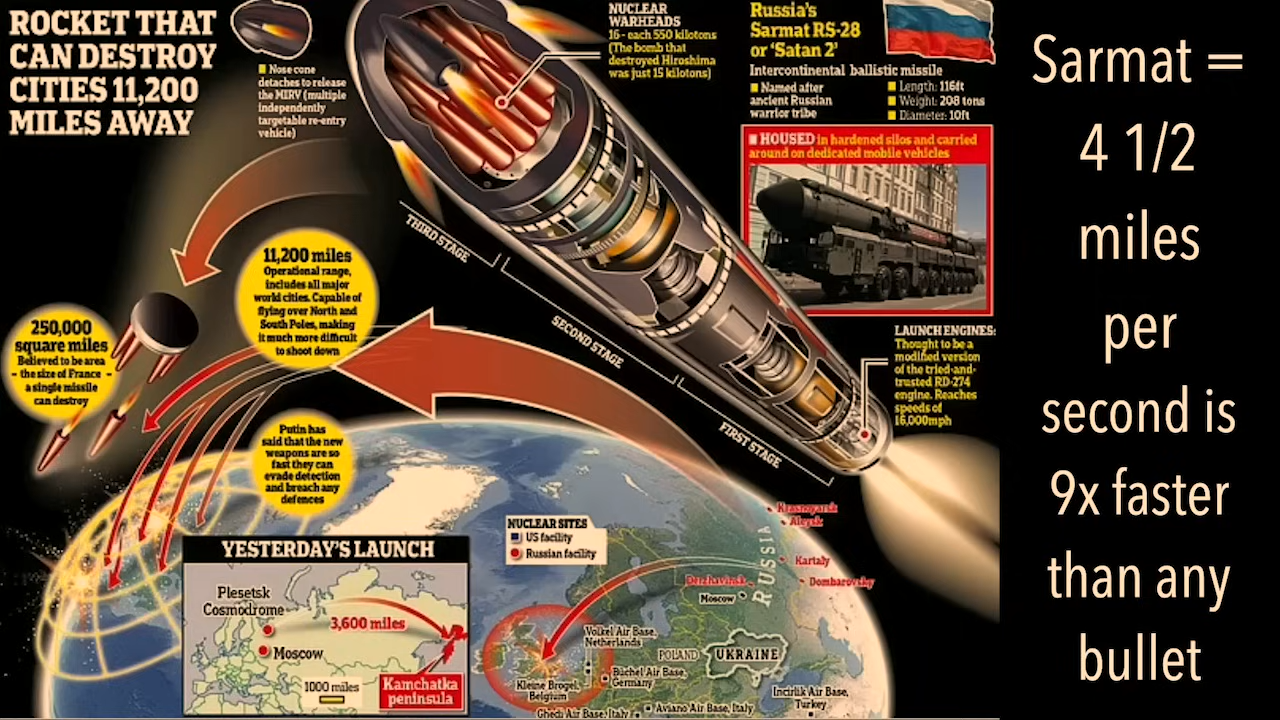 ROCKET THAT
CAN DESTROY
CITIES 11,200
MILES AWAY
Nose cone
detaches to release
the MIRV (multiple
independently
targetable re-entry
vehicle)
NUCLEAR
WARHEADS
16 - each 550 kilotons
(The bomb that
destroyed Hiroshima
was just 15 kilotons)
Russia's
Sarmat RS-28
or 'Satan 2'
Intercontinental ballistic missile
Named after
ancient Russian
warrior tribe
Length: 116ft
Weight: 208 tons
Diameter: 10ft
HOUSED in hardened silos and carried
around on dedicated mobile vehicles
THIRD STAGE
SECOND STAGE
FIRST STAGE
LAUNCH ENGINES:
Thought to be a
modified version
of the tried-and-
trusted RD-274
engine. Reaches
speeds of
16,000mph
11,200 miles
Operational range,
includes all major
world cities. Capable of
flying over North and
South Poles, making
it much more difficult
to shoot down
250,000
square miles
Believed to be area
- the size of France -
a single missile
can destroy
Putin has
said that the new
weapons are so
fast they can
evade detection
and breach any
defences
NUCLEAR SITES
US facility
Russian facility
YESTERDAY'S LAUNCH
Plesetsk
Cosmodrome
3,600 miles
Moscow
1000 miles
Kamchatka
peninsula
Krasnoyarsk
Aleysk
Kartaly
Dombarovsky
Derzhavinsk
Moscow
RUSSIA
Volkel Air Base,
Netherlands
POLAND
UKRAINE
Büchel Air Base,
Germany
Kleine Brogel,
Belgium
Incirlik Air Base,
Turkey
Ghedi Air Base, Italy
Aviano Air Base, Italy
Sarmat =
4 1/2
miles
per
second is
9x faster
than any
bullet